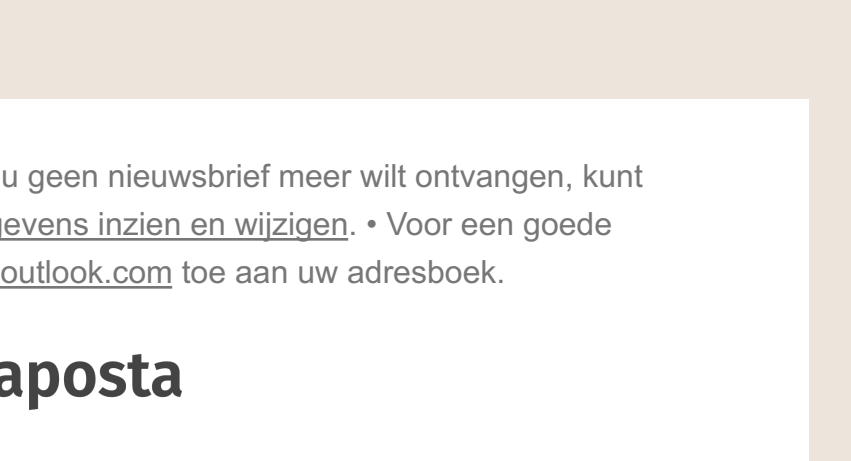 u geen nieuwsbrief meer wilt ontvangen, kunt
gevens inzien en wijzigen. • Voor een goede
outlook.com toe aan uw adresboek.
aposta